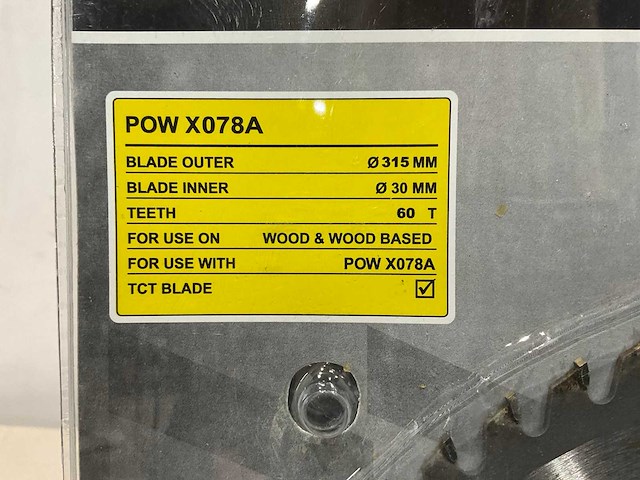 POW X078A
BLADE OUTER Ø 315 MM
BLADE INNER Ø 30 MM
TEETH 60 T
FOR USE ON WOOD & WOOD BASED
FOR USE WITH POW X078A
TCT BLADE ☑